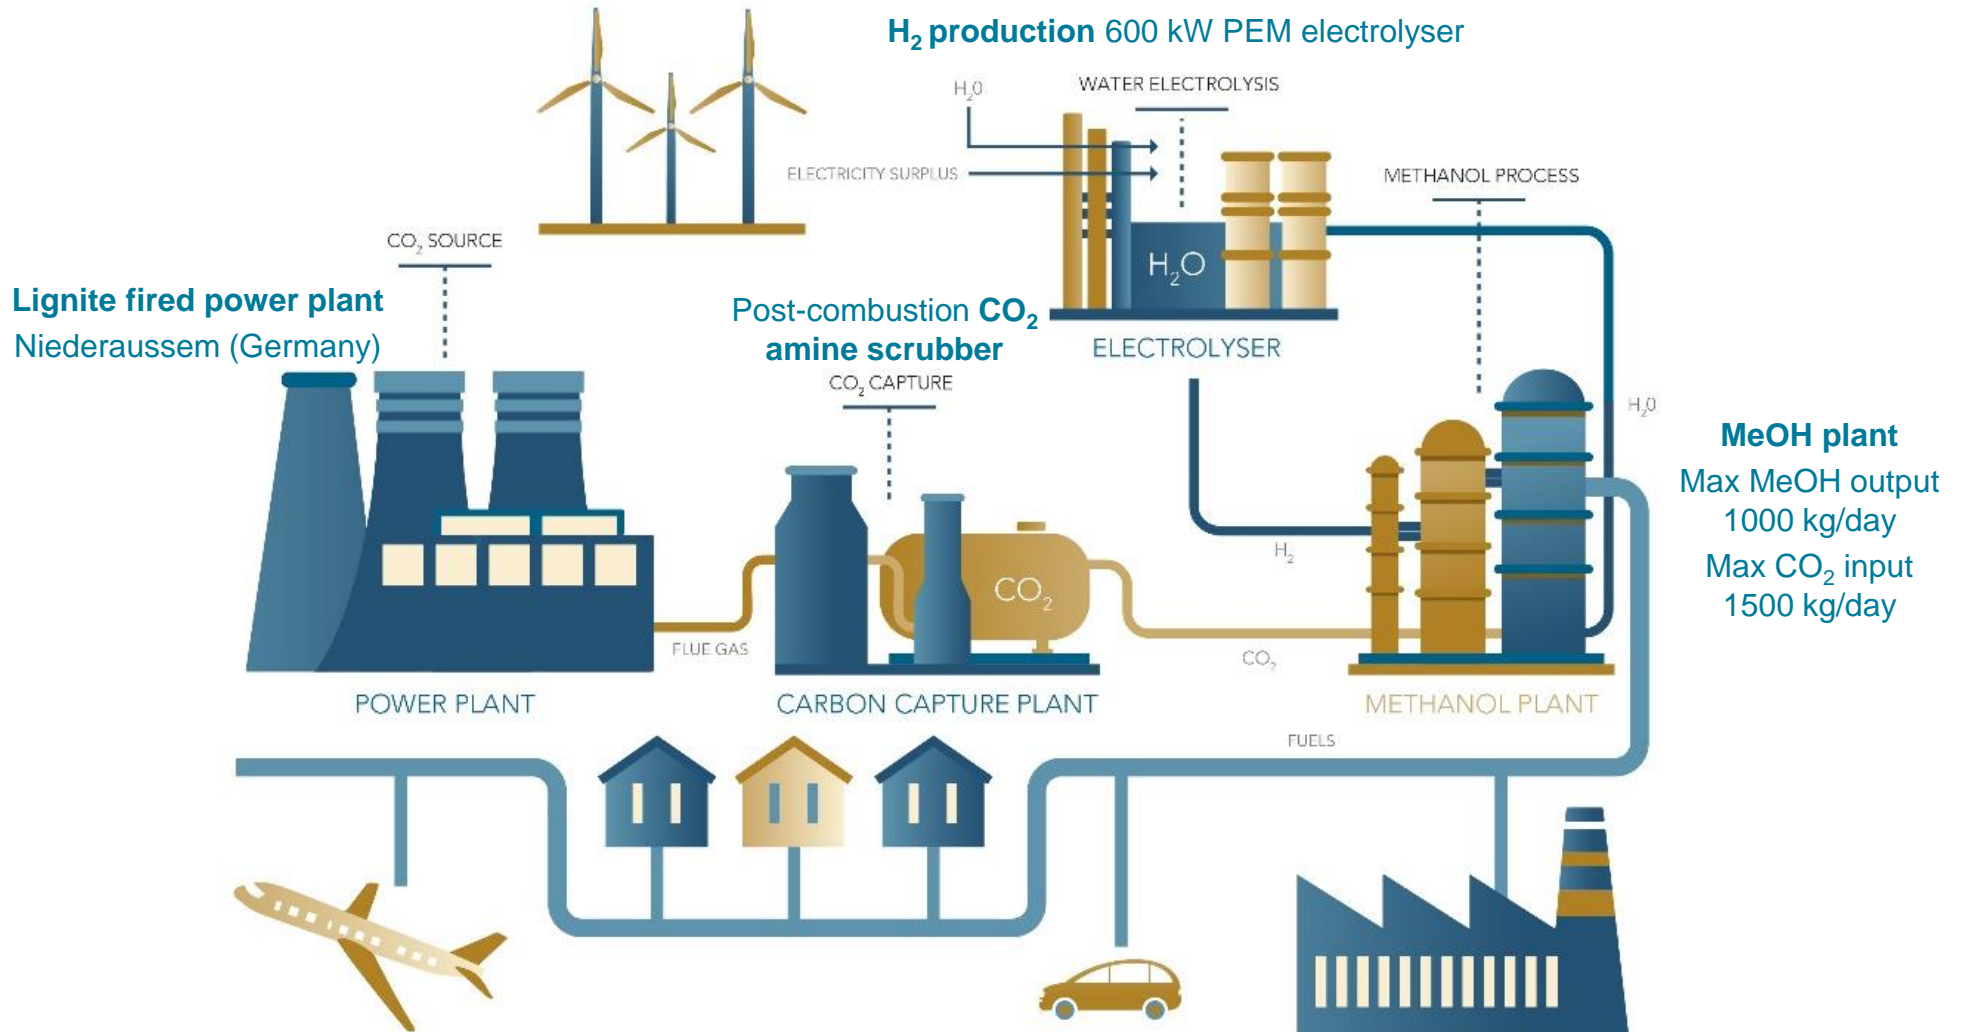 H₂ production 600 kW PEM electrolyser
WATER ELECTROLYSIS
H₂0
ELECTRICITY SURPLUS
METHANOL PROCESS
CO₂ SOURCE
H₂O
Lignite fired power plant
Niederaussem (Germany)
Post-combustion CO₂
amine scrubber
CO₂ CAPTURE
ELECTROLYSER
H₂0
MeOH plant
Max MeOH output
1000 kg/day
Max CO₂ input
1500 kg/day
H₂
CO₂
FLUE GAS
CO₂
POWER PLANT
CARBON CAPTURE PLANT
METHANOL PLANT
FUELS